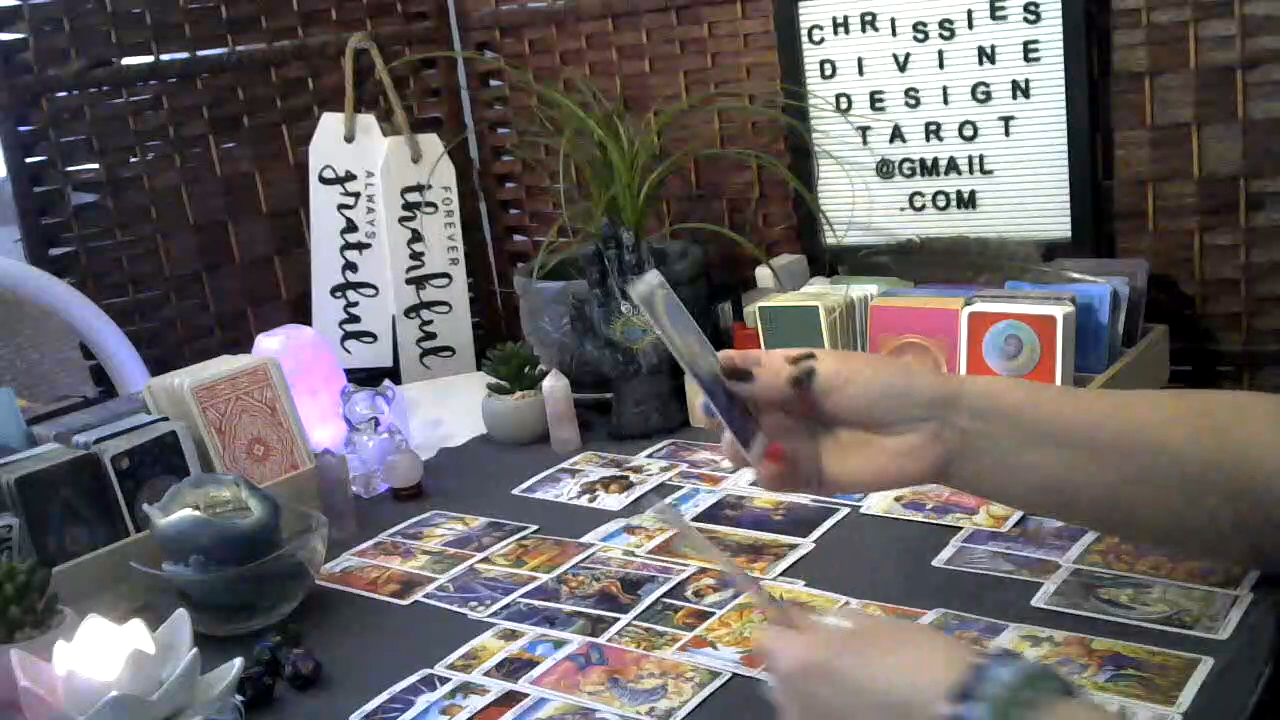 CHRISSIES
DIVINE
DESIGN
TAROT
@GMAIL
.COM
ALWAYS
grateful
FOREVER
thankful